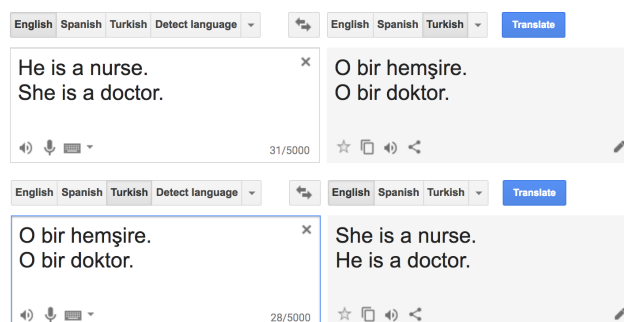 English Spanish Turkish Detect language
English Spanish Turkish
Translate
He is a nurse.
She is a doctor.
31/5000
O bir hemşire.
O bir doktor.
English Spanish Turkish Detect language
English Spanish Turkish
Translate
O bir hemşire.
O bir doktor.
28/5000
She is a nurse.
He is a doctor.